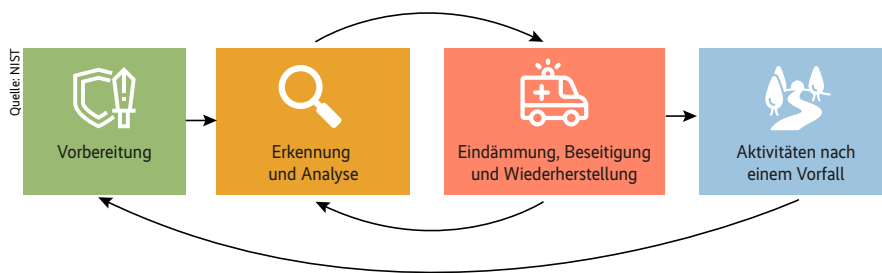 Quelle: NIST
Vorbereitung
Erkennung
und Analyse
Eindämmung, Beseitigung
und Wiederherstellung
Aktivitäten nach
einem Vorfall